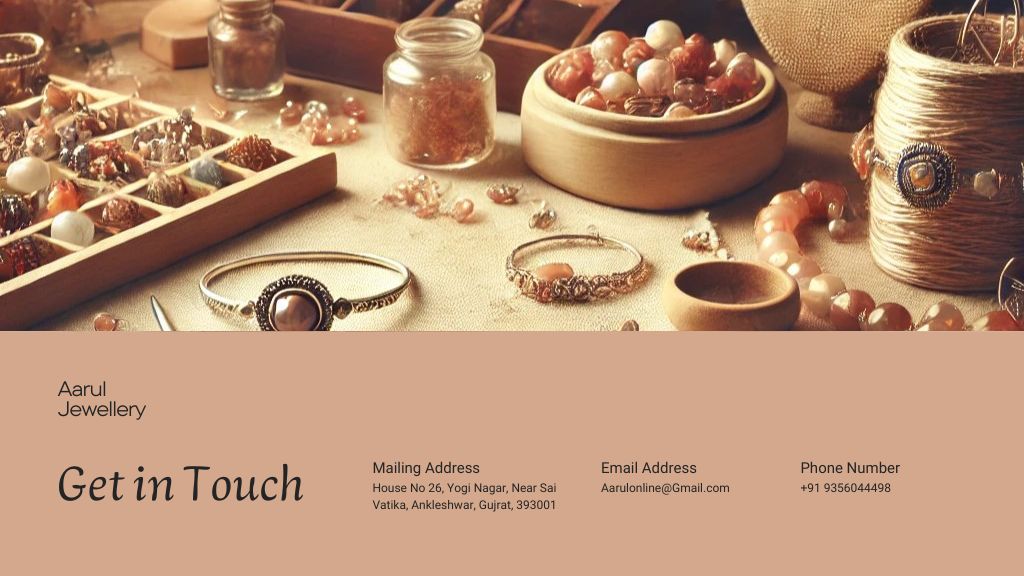 Aarul
Jewellery
Get in Touch
Mailing Address
House No 26, Yogi Nagar, Near Sai
Vatika, Ankleshwar, Gujrat, 393001
Email Address
Aarulonline@Gmail.com
Phone Number
+91 9356044498